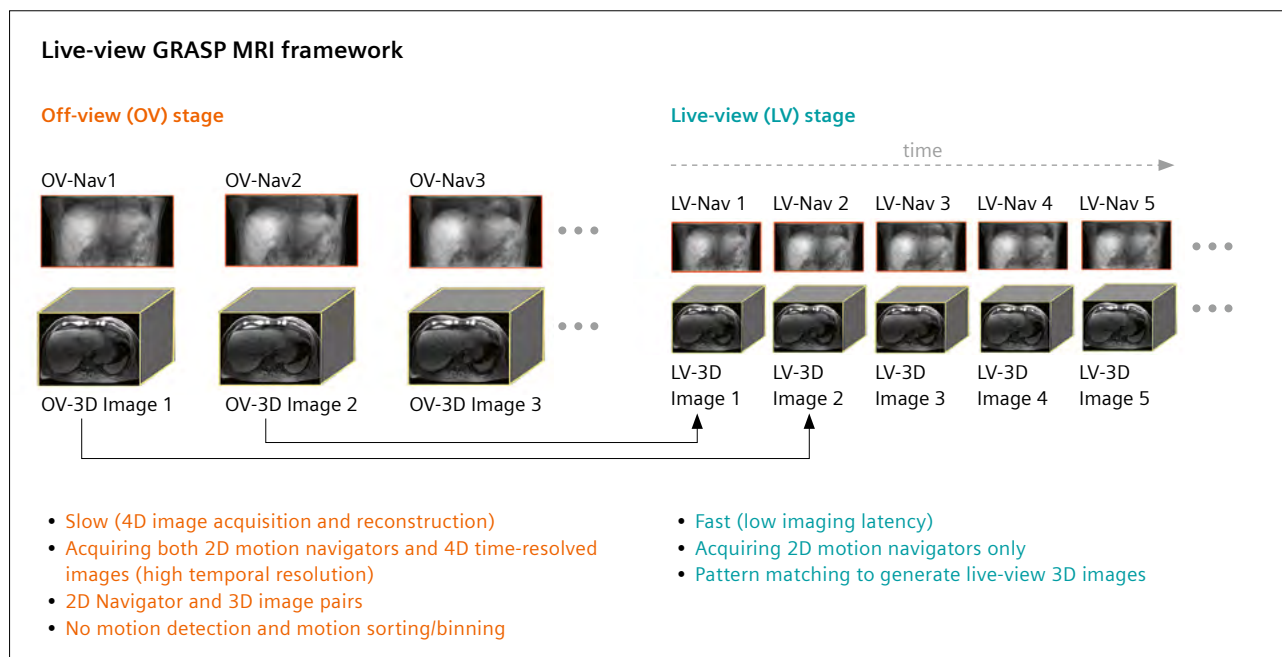 Live-view GRASP MRI framework
Off-view (OV) stage
OV-Nav1 OV-Nav2 OV-Nav3
OV-3D Image 1 OV-3D Image 2 OV-3D Image 3
• Slow (4D image acquisition and reconstruction)
• Acquiring both 2D motion navigators and 4D time-resolved
images (high temporal resolution)
• 2D Navigator and 3D image pairs
• No motion detection and motion sorting/binning
Live-view (LV) stage
time
LV-Nav 1 LV-Nav 2 LV-Nav 3 LV-Nav 4 LV-Nav 5
LV-3D LV-3D LV-3D LV-3D LV-3D
Image 1 Image 2 Image 3 Image 4 Image 5
• Fast (low imaging latency)
• Acquiring 2D motion navigators only
• Pattern matching to generate live-view 3D images